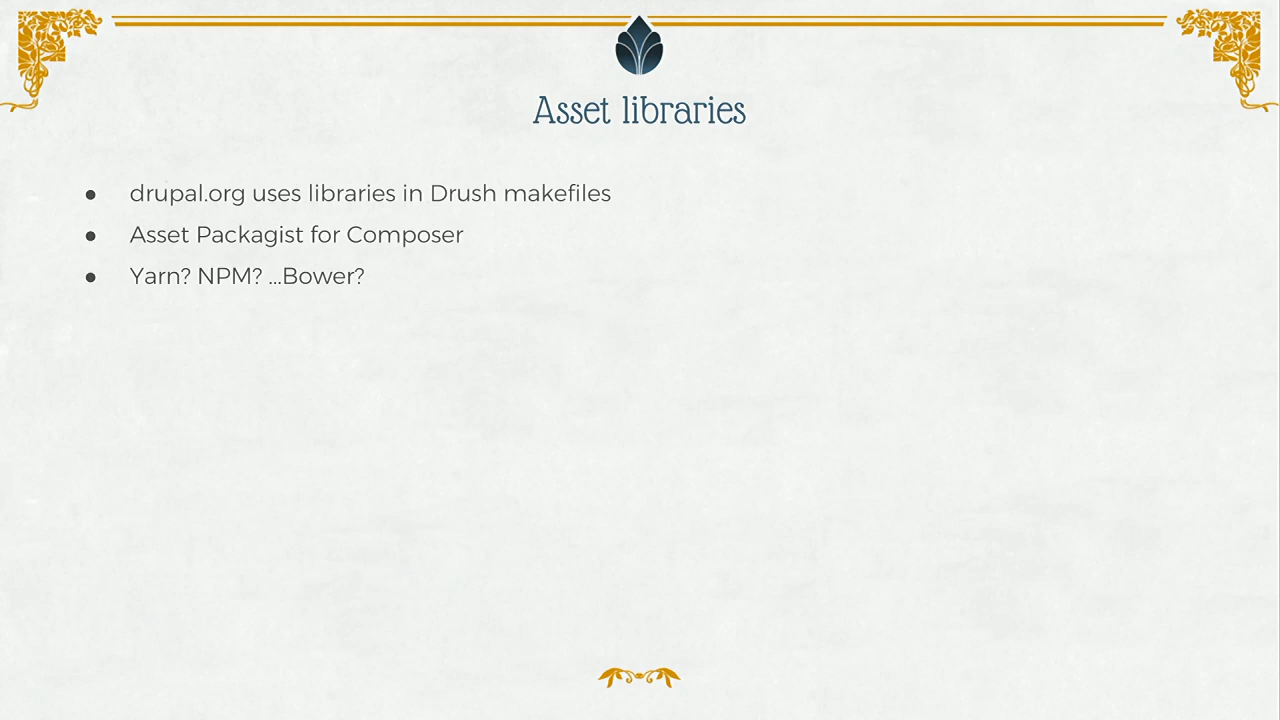 Asset libraries
● drupal.org uses libraries in Drush makefiles
● Asset Packagist for Composer
● Yarn? NPM? ...Bower?